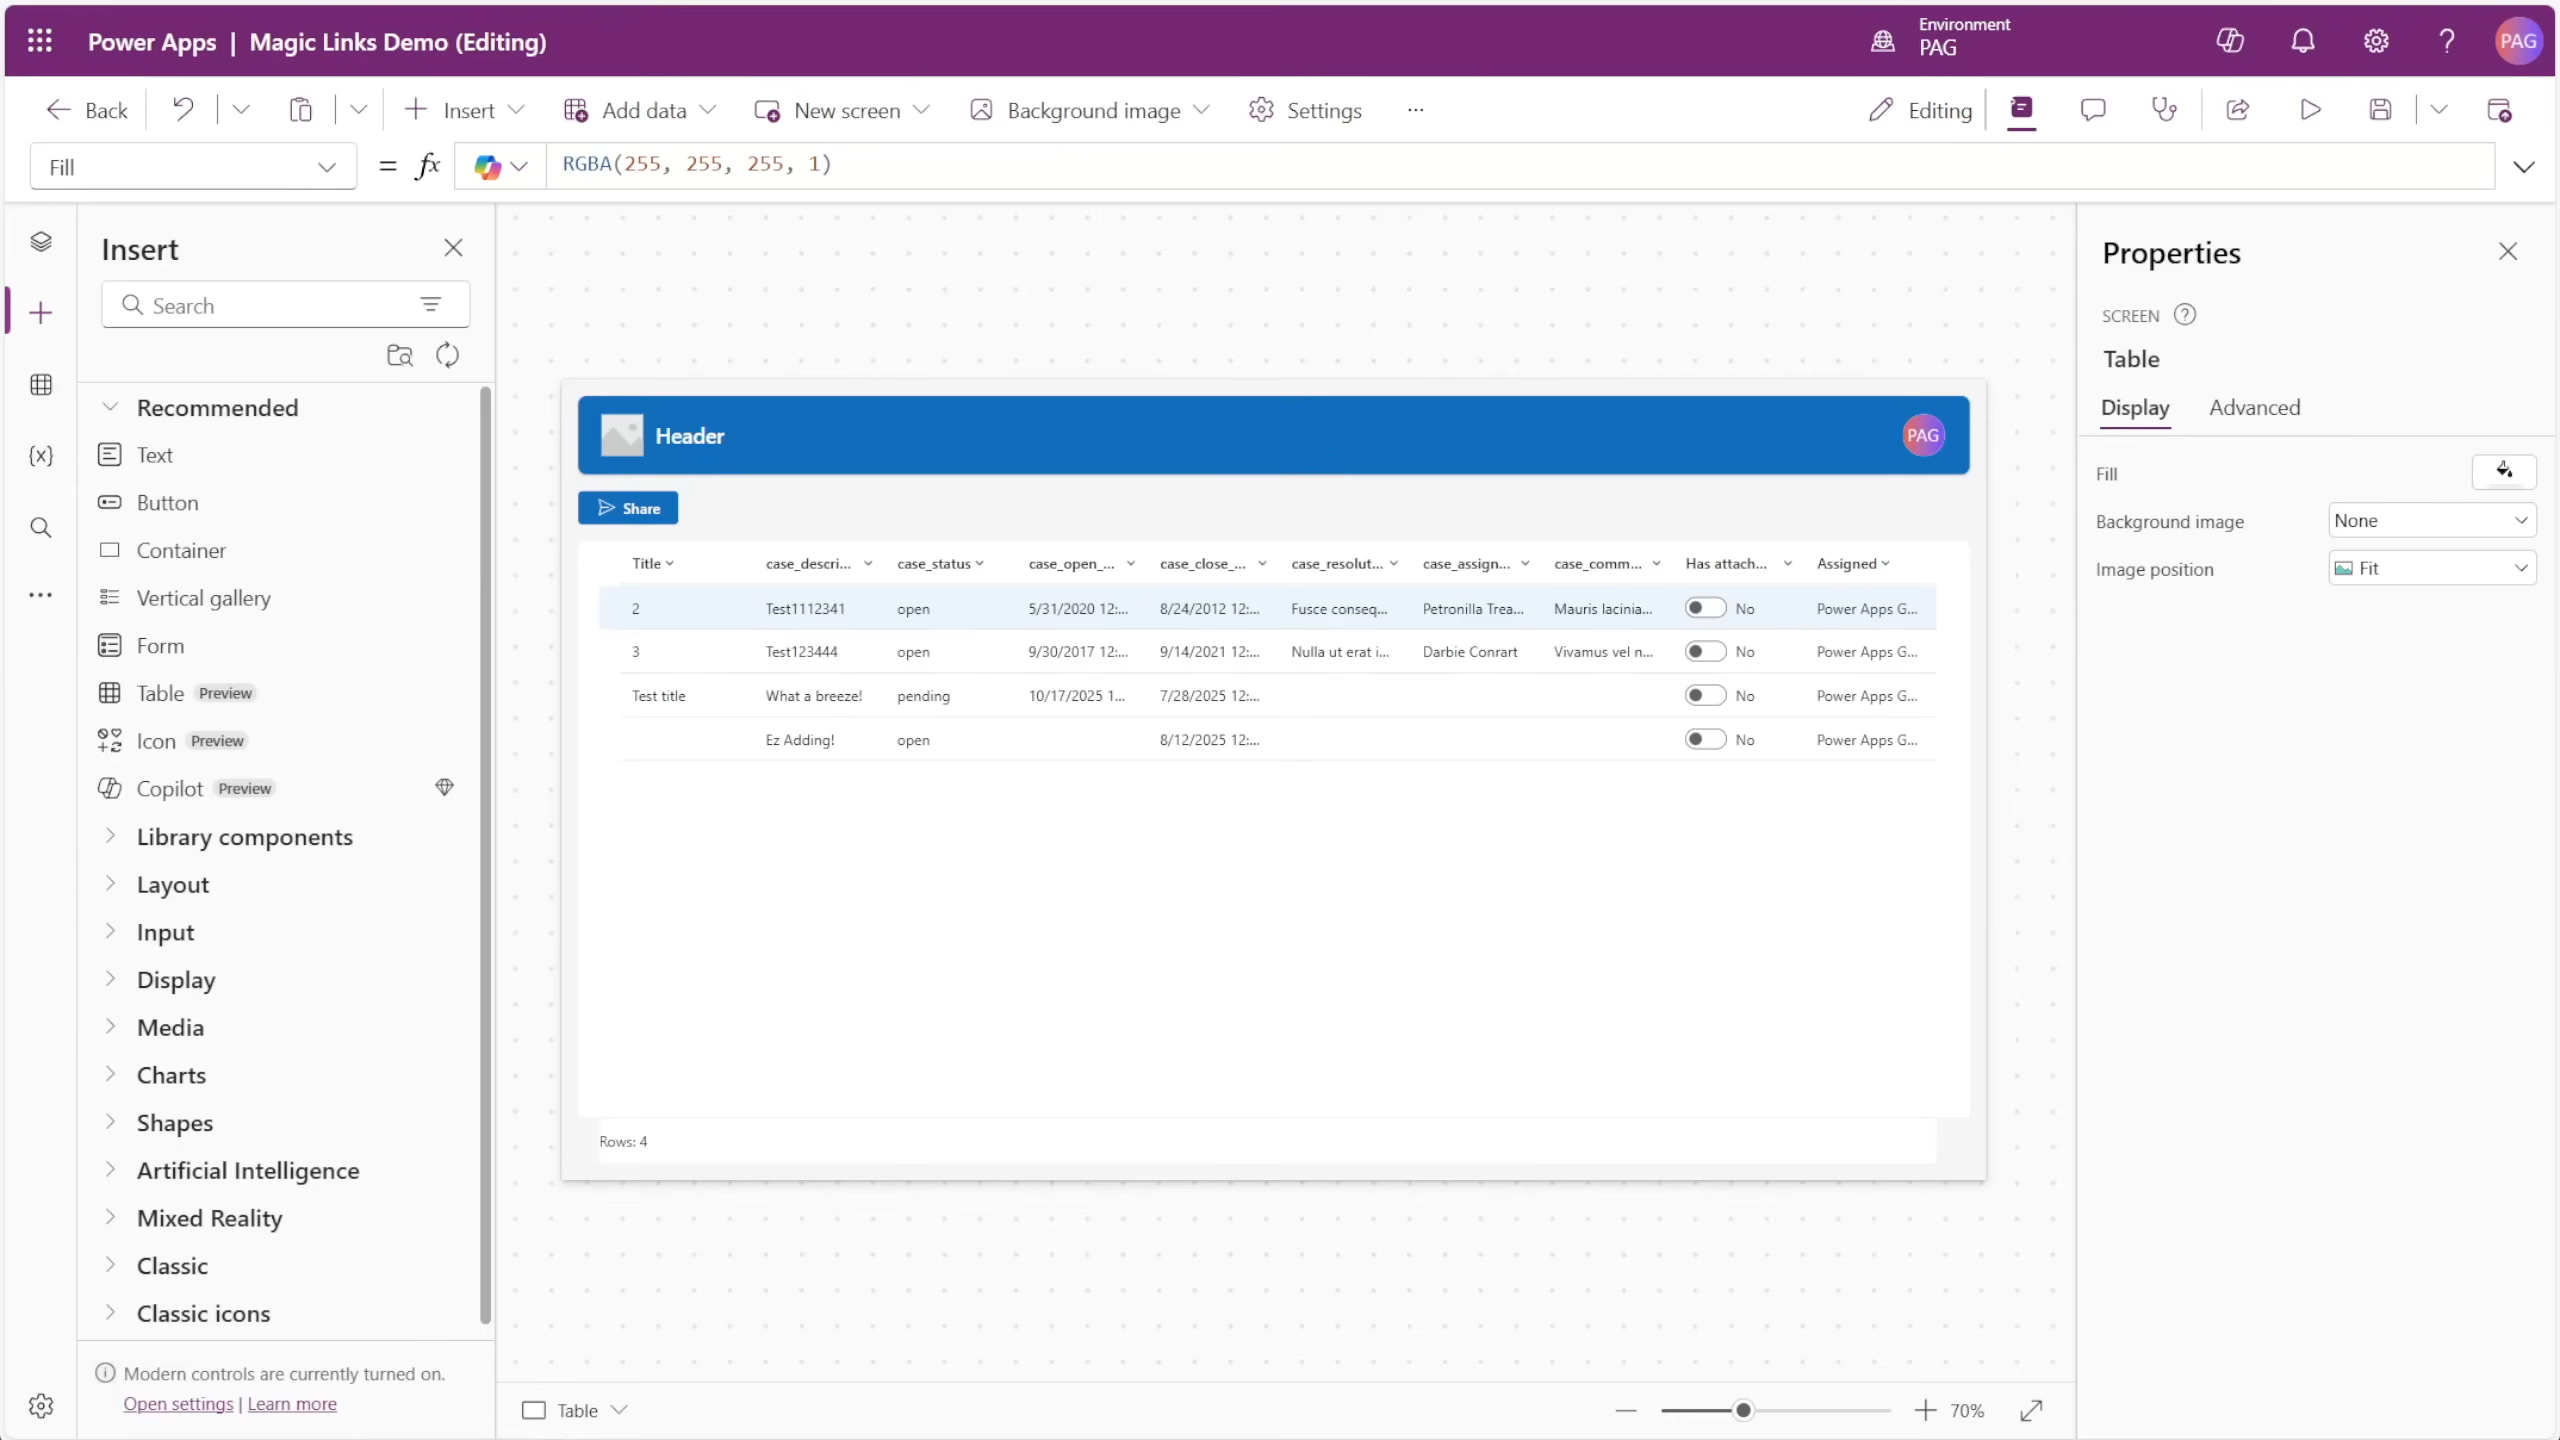 Power Apps | Magic Links Demo (Editing)
Environment
PAG
PAG
Back
Insert
Add data
New screen
Background image
Settings
...
Editing
Fill
= fx
RGBA(255, 255, 255, 1)
Insert
Search
Recommended
Text
Button
Container
Vertical gallery
Form
Table Preview
Icon Preview
Copilot Preview
Library components
Layout
Input
Display
Media
Charts
Shapes
Artificial Intelligence
Mixed Reality
Classic
Classic icons
Modern controls are currently turned on.
Open settings | Learn more
Header
PAG
Share
Title case_descri... case_status case_open_... case_close_... case_resolut... case_assign... case_comm... Has attach... Assigned
2 Test1112341 open 5/31/2020 12:... 8/24/2012 12:... Fusce conseq... Petronilla Trea... Mauris lacinia... No Power Apps G...
3 Test123444 open 9/30/2017 12:... 9/14/2021 12:... Nulla ut erat i... Darbie Conrart Vivamus vel n... No Power Apps G...
Test title What a breeze! pending 10/17/2025 1... 7/28/2025 12:... No Power Apps G...
Ez Adding! open 8/12/2025 12:... No Power Apps G...
Rows: 4
Table
70%
Properties
SCREEN
Table
Display Advanced
Fill
Background image None
Image position Fit